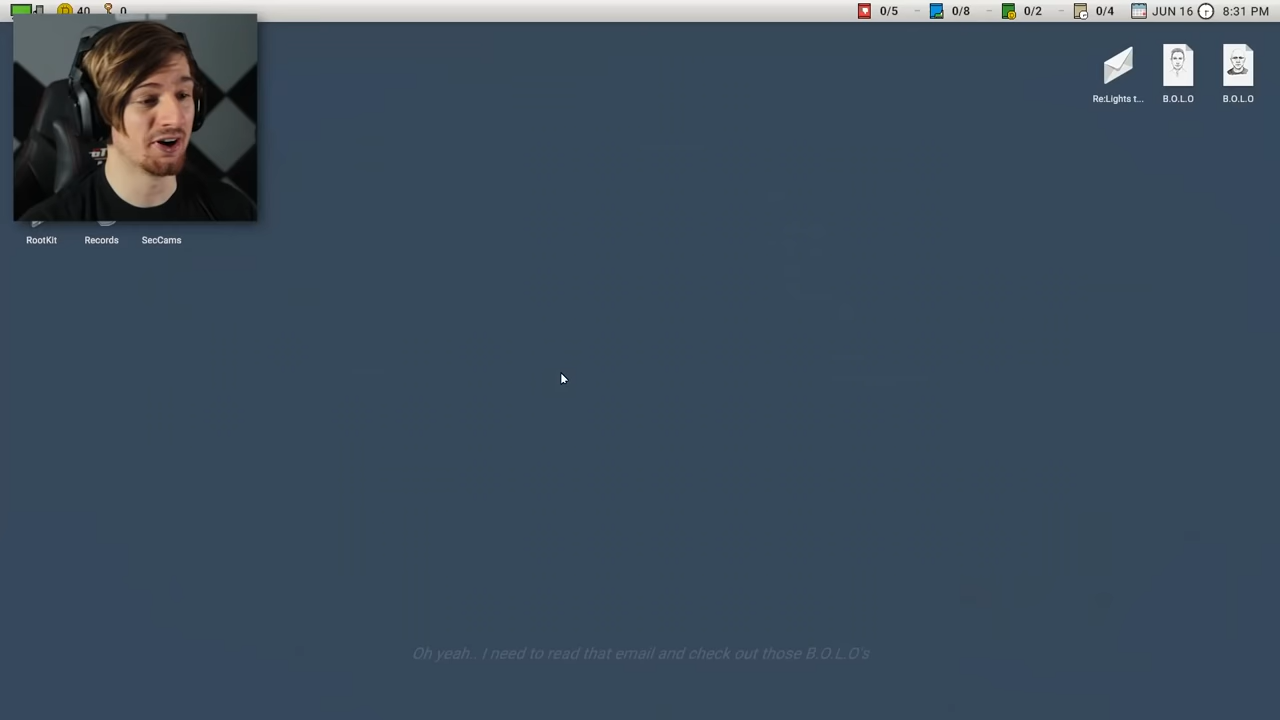 40 0 0/5 - 0/8 - 0/2 - 0/4 JUN 16 8:31 PM
Re:Lights t... B.O.L.O B.O.L.O
RootKit Records SecCams
Oh yeah.. I need to read that email and check out those B.O.L.O's